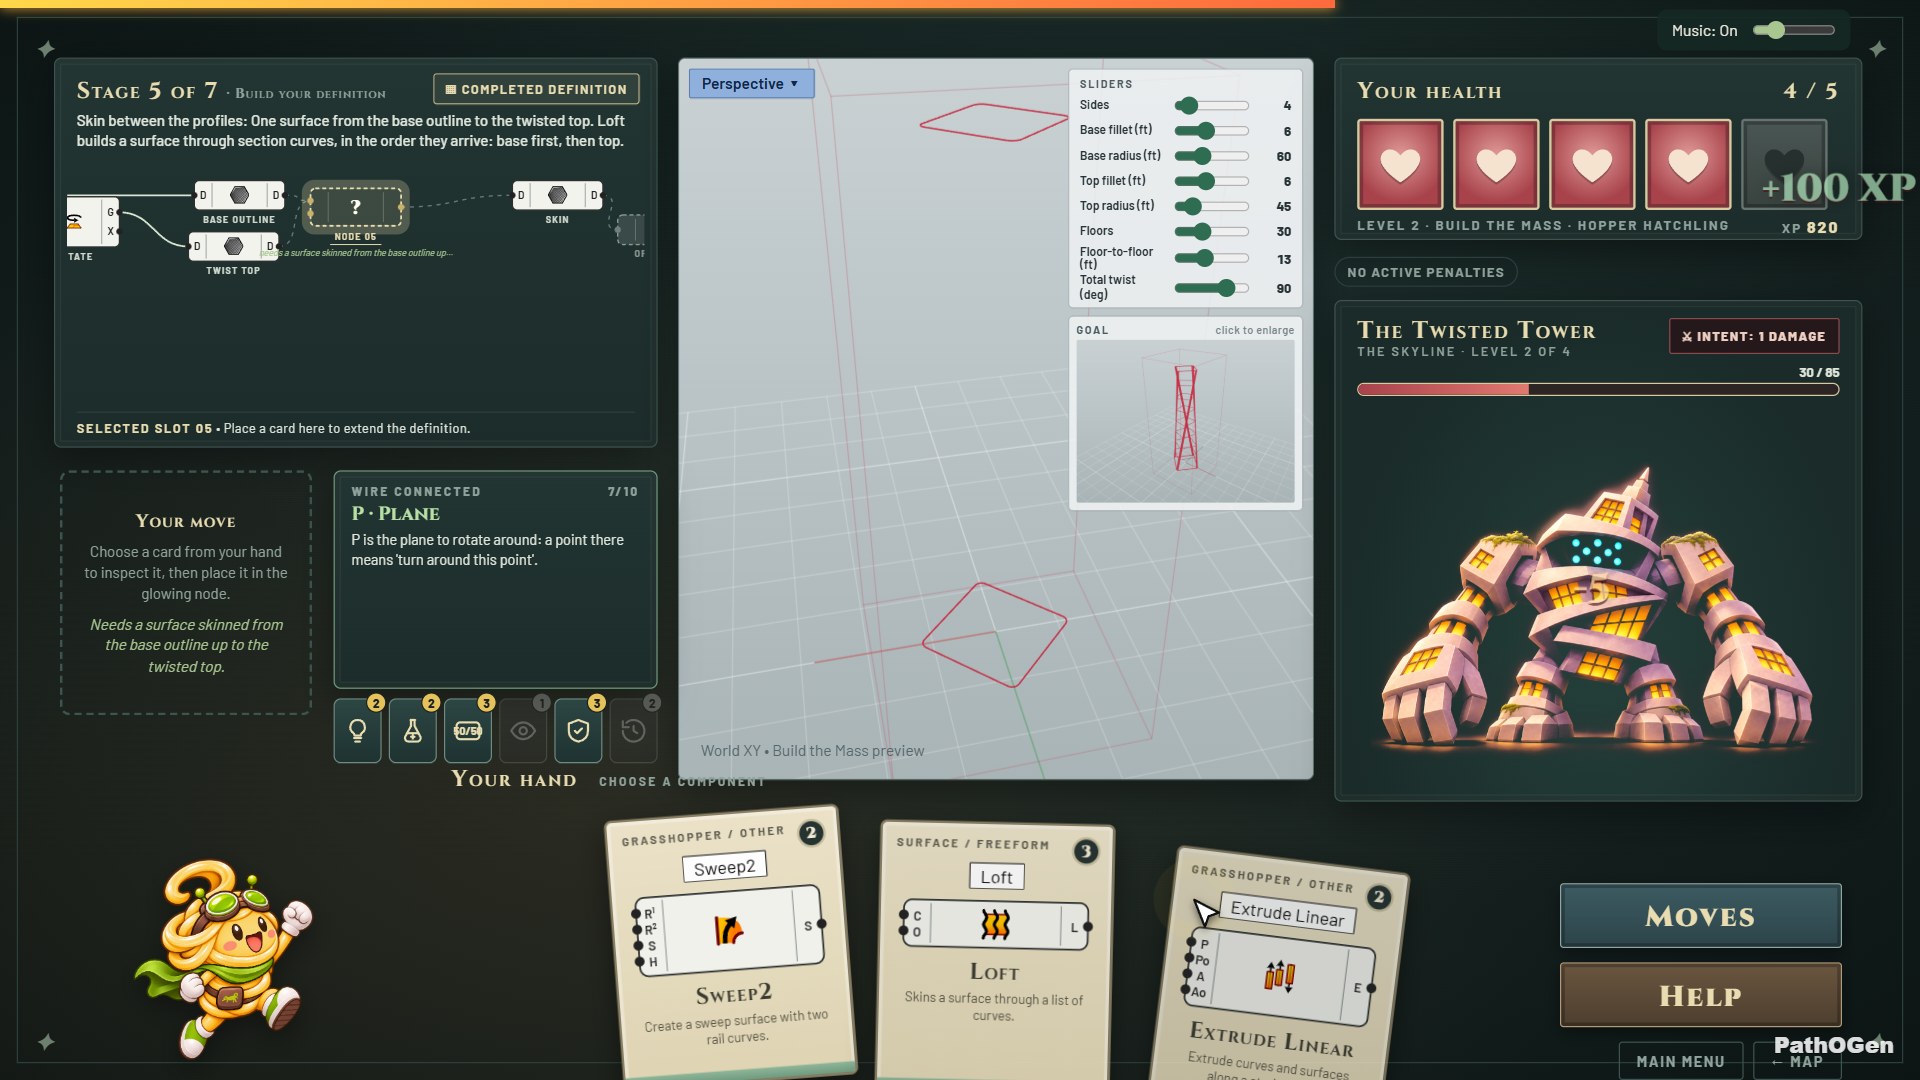 Music: On
STAGE 5 OF 7 · BUILD YOUR DEFINITION
COMPLETED DEFINITION
Skin between the profiles: One surface from the base outline to the twisted top. Loft
builds a surface through section curves, in the order they arrive: base first, then top.
D D
BASE OUTLINE
G
X
TATE
D D
TWIST TOP
?
NODE 05
needs a surface skinned from the base outline up...
D D
SKIN
SELECTED SLOT 05 • Place a card here to extend the definition.
YOUR MOVE
Choose a card from your hand
to inspect it, then place it in the
glowing node.
Needs a surface skinned from
the base outline up to the
twisted top.
WIRE CONNECTED 7/10
P · PLANE
P is the plane to rotate around: a point there
means 'turn around this point'.
2 2 3 1 3 2
50/50
YOUR HAND CHOOSE A COMPONENT
Perspective ▼
SLIDERS
Sides 4
Base fillet (ft) 6
Base radius (ft) 60
Top fillet (ft) 6
Top radius (ft) 45
Floors 30
Floor-to-floor
(ft) 13
Total twist
(deg) 90
GOAL click to enlarge
World XY • Build the Mass preview
YOUR HEALTH 4 / 5
+100 XP
LEVEL 2 · BUILD THE MASS · HOPPER HATCHLING XP 820
NO ACTIVE PENALTIES
THE TWISTED TOWER
THE SKYLINE · LEVEL 2 OF 4
INTENT: 1 DAMAGE
30 / 85
-5
GRASSHOPPER / OTHER 2
Sweep2
R¹
R²
S
H
S
SWEEP2
Create a sweep surface with two
rail curves.
SURFACE / FREEFORM 3
Loft
C
O
L
LOFT
Skins a surface through a list of
curves.
GRASSHOPPER / OTHER 2
Extrude Linear
P
Po
A
Ao
E
EXTRUDE LINEAR
Extrude curves and surfaces
MOVES
HELP
MAIN MENU
← MAP
PathOGen